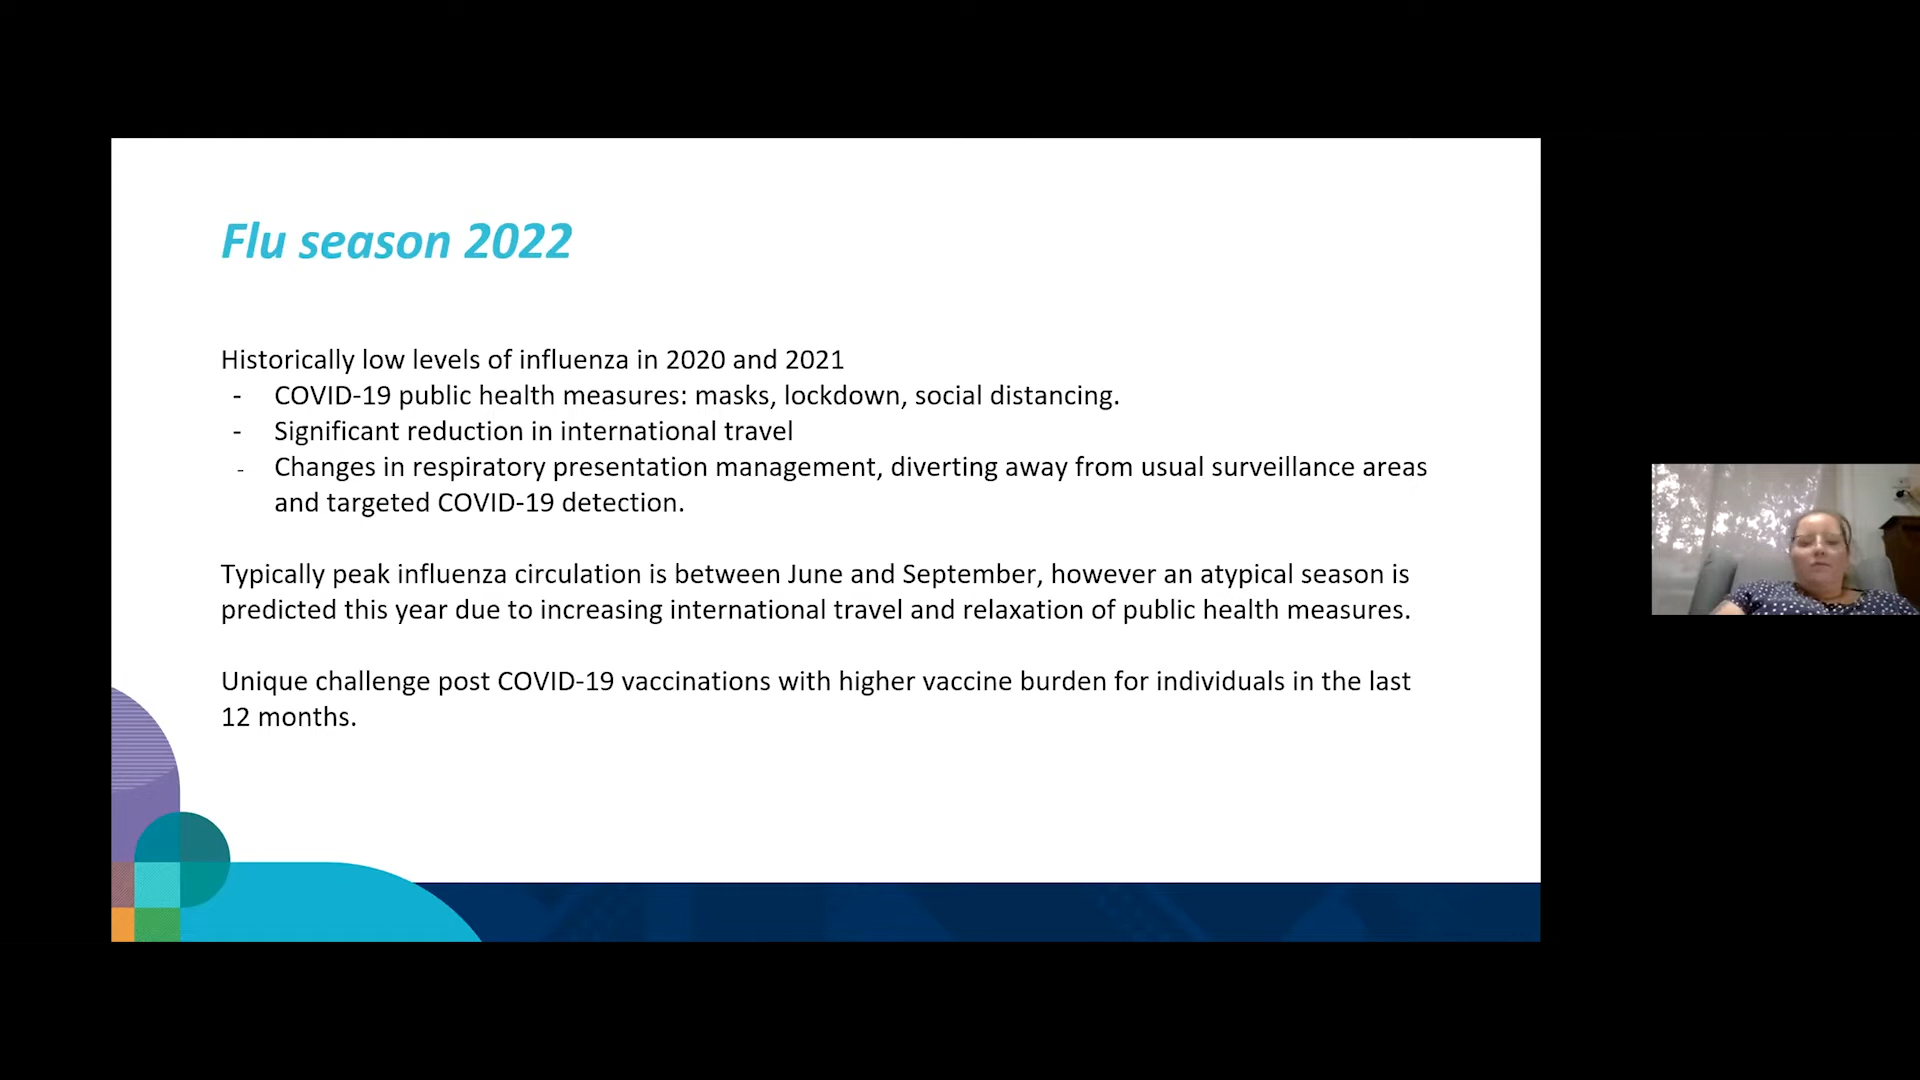 Flu season 2022
Historically low levels of influenza in 2020 and 2021
- COVID-19 public health measures: masks, lockdown, social distancing.
- Significant reduction in international travel
- Changes in respiratory presentation management, diverting away from usual surveillance areas
and targeted COVID-19 detection.
Typically peak influenza circulation is between June and September, however an atypical season is
predicted this year due to increasing international travel and relaxation of public health measures.
Unique challenge post COVID-19 vaccinations with higher vaccine burden for individuals in the last
12 months.